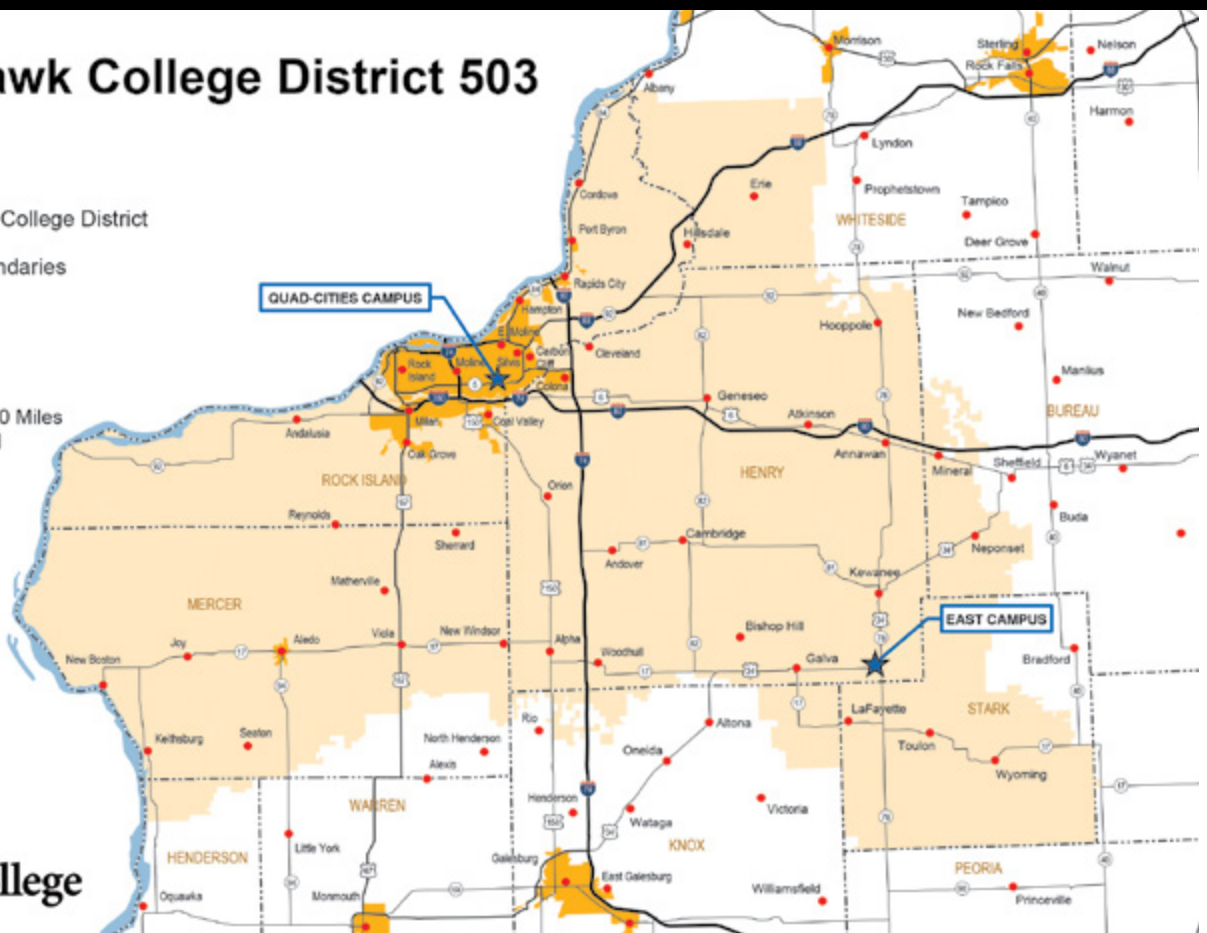 awk College District 503
College District
ndaries
0 Miles
QUAD-CITIES CAMPUS
EAST CAMPUS
Morrison
Sterling
Nelson
Rock Falls
Albany
Harmon
Lyndon
Cordova
Erie
Prophetstown
Tampico
WHITESIDE
Port Byron
Hillsdale
Deer Grove
Walnut
Rapids City
Hampton
New Bedford
Hooppole
E. Moline
Rock
Island
Moline
Silvis
Carbon
Cliff
Cleveland
Colona
Manlius
Geneseo
Atkinson
BUREAU
Andalusia
Milan
Coal Valley
Oak Grove
Annawan
Mineral
Sheffield
Wyanet
ROCK ISLAND
HENRY
Orion
Reynolds
Buda
Sherrard
Cambridge
Andover
Neponset
Matherville
Kewanee
MERCER
Joy
Aledo
Viola
New Windsor
Alpha
Bishop Hill
Woodhull
Galva
Bradford
New Boston
LaFayette
STARK
Rio
Altona
Keithsburg
Seaton
North Henderson
Oneida
Toulon
Alexis
Wyoming
WARREN
Henderson
Victoria
Wataga
KNOX
HENDERSON
Little York
Galesburg
East Galesburg
PEORIA
llege
Oquawka
Monmouth
Williamsfield
Princeville